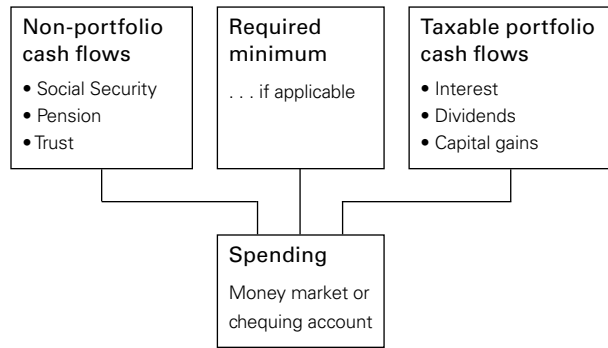 Non-portfolio
cash flows
• Social Security
• Pension
• Trust
Required
minimum
. . . if applicable
Taxable portfolio
cash flows
• Interest
• Dividends
• Capital gains
Spending
Money market or
chequing account